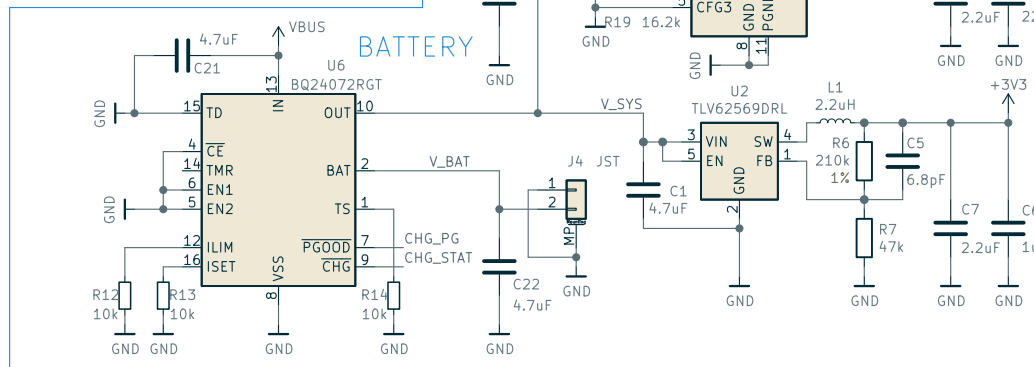 VBUS
4.7uF
C21
BATTERY
GND
R19 16.2k
GND
5
CFG3
GND
PGN
8
11
GND
2.2uF
22
GND
GND
+3V3
GND
U6
BQ24072RGT
13
IN
15
TD
OUT
10
4
CE
14
TMR
BAT
2
6
EN1
5
EN2
TS
1
12
ILIM
PGOOD
7
16
ISET
CHG
9
VSS
8
GND
V_SYS
V_BAT
CHG_PG
CHG_STAT
R12
10k
R13
10k
R14
10k
GND
GND
GND
GND
GND
C22
4.7uF
J4 JST
1
2
MP
GND
C1
4.7uF
U2
TLV62569DRL
3
VIN
SW
4
5
EN
FB
1
GND
2
GND
L1
2.2uH
R6
210k
1%
C5
6.8pF
R7
47k
GND
C7
2.2uF
GND
C6
1u
GND